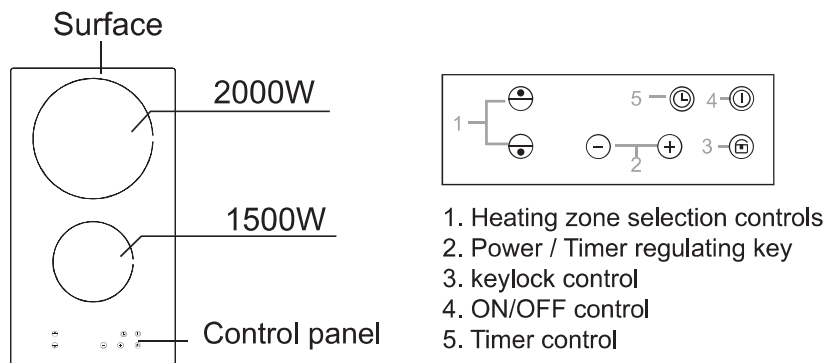 Surface
2000W
1500W
Control panel
5
4
1
3
2
1. Heating zone selection controls
2. Power / Timer regulating key
3. keylock control
4. ON/OFF control
5. Timer control